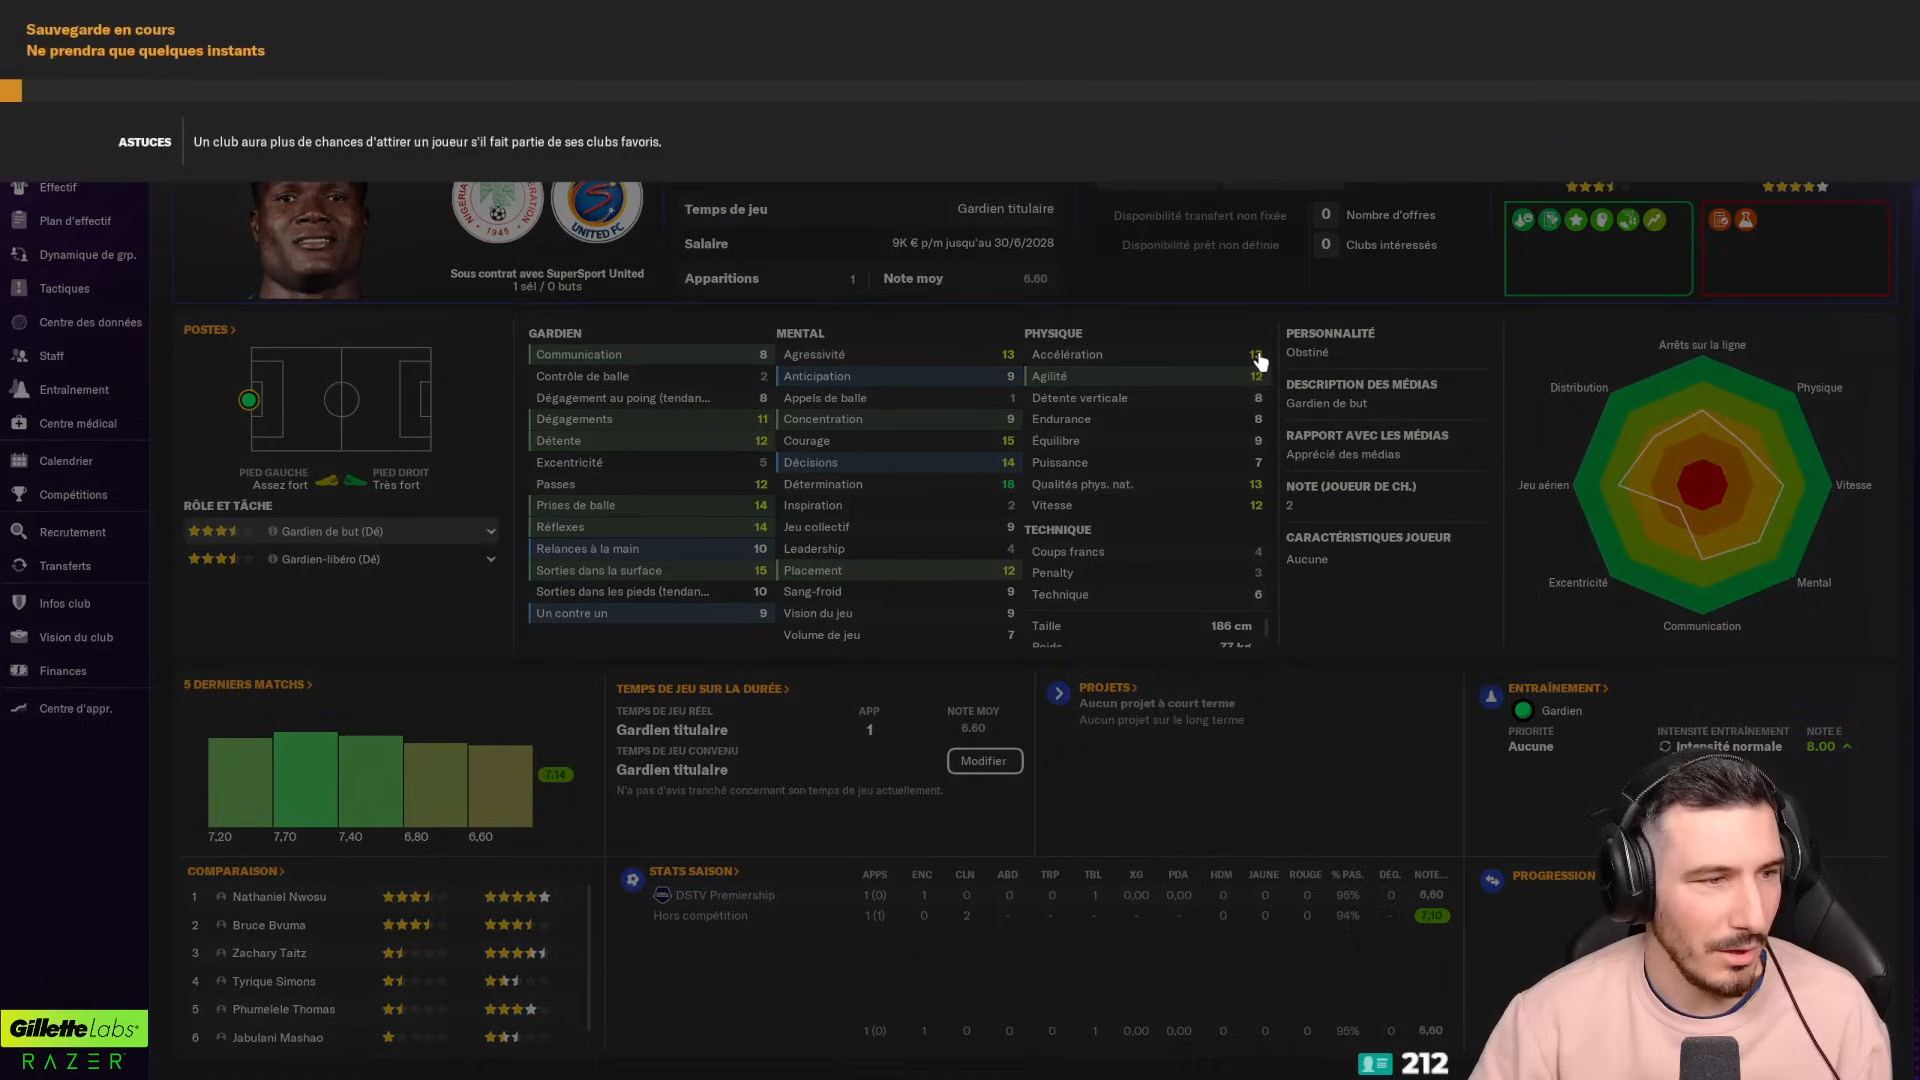 Sauvegarde en cours
Ne prendra que quelques instants
ASTUCES
Un club aura plus de chances d'attirer un joueur s'il fait partie de ses clubs favoris.
Effectif
Plan d'effectif
Dynamique de grp.
Tactiques
Centre des données
Staff
Entraînement
Centre médical
Calendrier
Compétitions
Recrutement
Transferts
Infos club
Vision du club
Finances
Centre d'appr.
NIGERIA
1945
UNITED FC
Sous contrat avec SuperSport United
1 sél / 0 buts
Temps de jeu Gardien titulaire
Salaire 9K € p/m jusqu'au 30/6/2028
Apparitions 1 Note moy 6.60
Disponibilité transfert non fixée
Disponibilité prêt non définie
0 Nombre d'offres
0 Clubs intéressés
POSTES >
PIED GAUCHE
Assez fort
PIED DROIT
Très fort
RÔLE ET TÂCHE
Gardien de but (Dé)
Gardien-libéro (Dé)
GARDIEN
Communication 8
Contrôle de balle 2
Dégagement au poing (tendan... 8
Dégagements 11
Détente 12
Excentricité 5
Passes 12
Prises de balle 14
Réflexes 14
Relances à la main 10
Sorties dans la surface 15
Sorties dans les pieds (tendan... 10
Un contre un 9
MENTAL
Agressivité 13
Anticipation 9
Appels de balle 1
Concentration 9
Courage 15
Décisions 14
Détermination 18
Inspiration 2
Jeu collectif 9
Leadership 4
Placement 12
Sang-froid 9
Vision du jeu 9
Volume de jeu 7
PHYSIQUE
Accélération
Agilité 12
Détente verticale 8
Endurance 8
Équilibre 9
Puissance 7
Qualités phys. nat. 13
Vitesse 12
TECHNIQUE
Coups francs 4
Penalty 3
Technique 6
Taille 186 cm
Poids 77 kg
PERSONNALITÉ
Obstiné
DESCRIPTION DES MÉDIAS
Gardien de but
RAPPORT AVEC LES MÉDIAS
Apprécié des médias
NOTE (JOUEUR DE CH.)
2
CARACTÉRISTIQUES JOUEUR
Aucune
Arrêts sur la ligne
Distribution
Physique
Jeu aérien
Vitesse
Excentricité
Mental
Communication
5 DERNIERS MATCHS >
7,14
7,20 7,70 7,40 6,80 6,60
TEMPS DE JEU SUR LA DURÉE >
TEMPS DE JEU RÉEL APP NOTE MOY
Gardien titulaire 1 6.60
TEMPS DE JEU CONVENU
Gardien titulaire
Modifier
N'a pas d'avis tranché concernant son temps de jeu actuellement.
PROJETS >
Aucun projet à court terme
Aucun projet sur le long terme
ENTRAÎNEMENT >
Gardien
PRIORITÉ
Aucune
INTENSITÉ ENTRAÎNEMENT
Intensité normale
NOTE E
8.00
COMPARAISON >
1 Nathaniel Nwosu
2 Bruce Bvuma
3 Zachary Taitz
4 Tyrique Simons
5 Phumelele Thomas
6 Jabulani Mashao
STATS SAISON >
APPS ENC CLN ABD TRP TBL XG PDA HDM JAUNE ROUGE % PAS. DÉG. NOTE...
DSTV Premiership 1 (0) 1 0 0 0 1 0,00 0,00 0 0 0 95% 0 6,60
Hors compétition 1 (1) 0 2 - - - - - 0 0 0 94% - 7,10
1 (0) 1 0 0 0 1 0,00 0,00 0 0 0 95% 0 6,60
PROGRESSION
Gillette Labs
RAZER
212